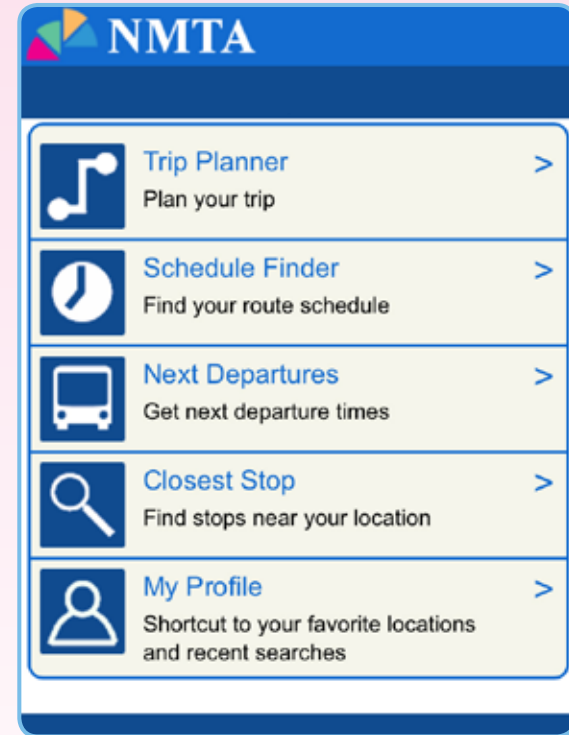 NMTA
Trip Planner >
Plan your trip
Schedule Finder >
Find your route schedule
Next Departures >
Get next departure times
Closest Stop >
Find stops near your location
My Profile >
Shortcut to your favorite locations
and recent searches